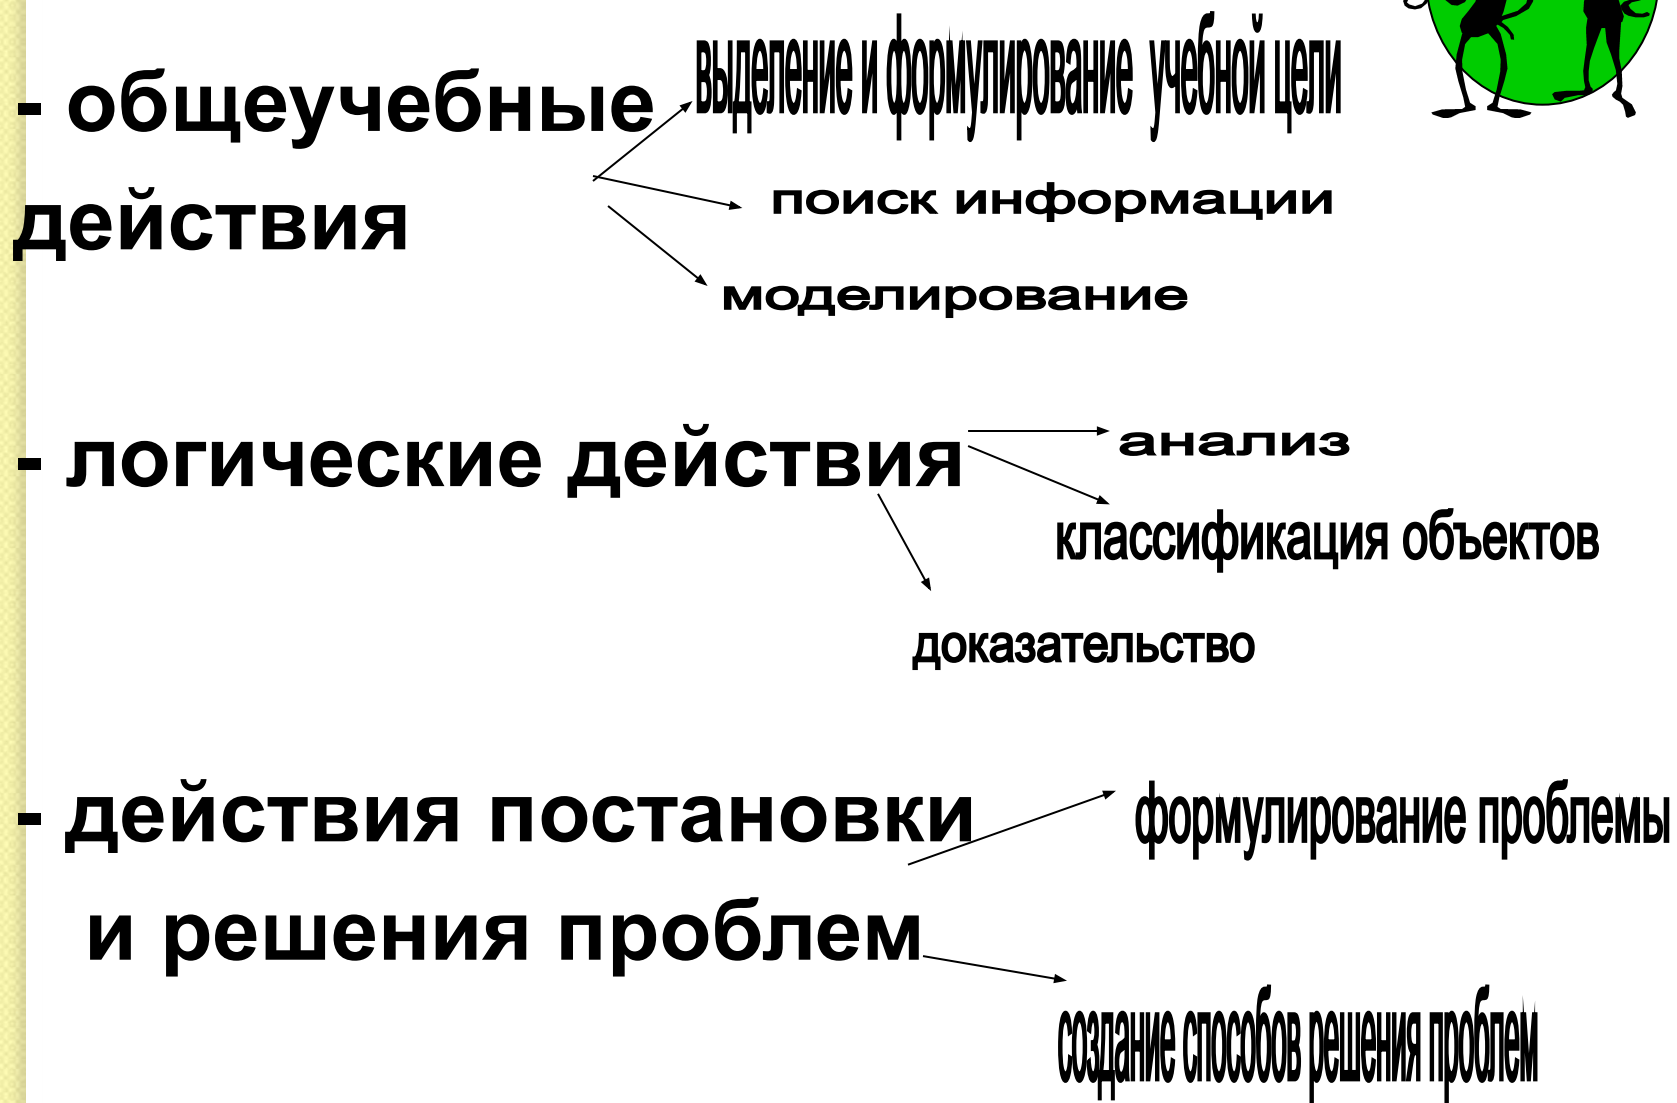 - общеучебные
действия
выделение и формулирование учебной цели
поиск информации
моделирование
- логические действия
анализ
классификация объектов
доказательство
- действия постановки
и решения проблем
формулирование проблемы
создание способов решения проблем